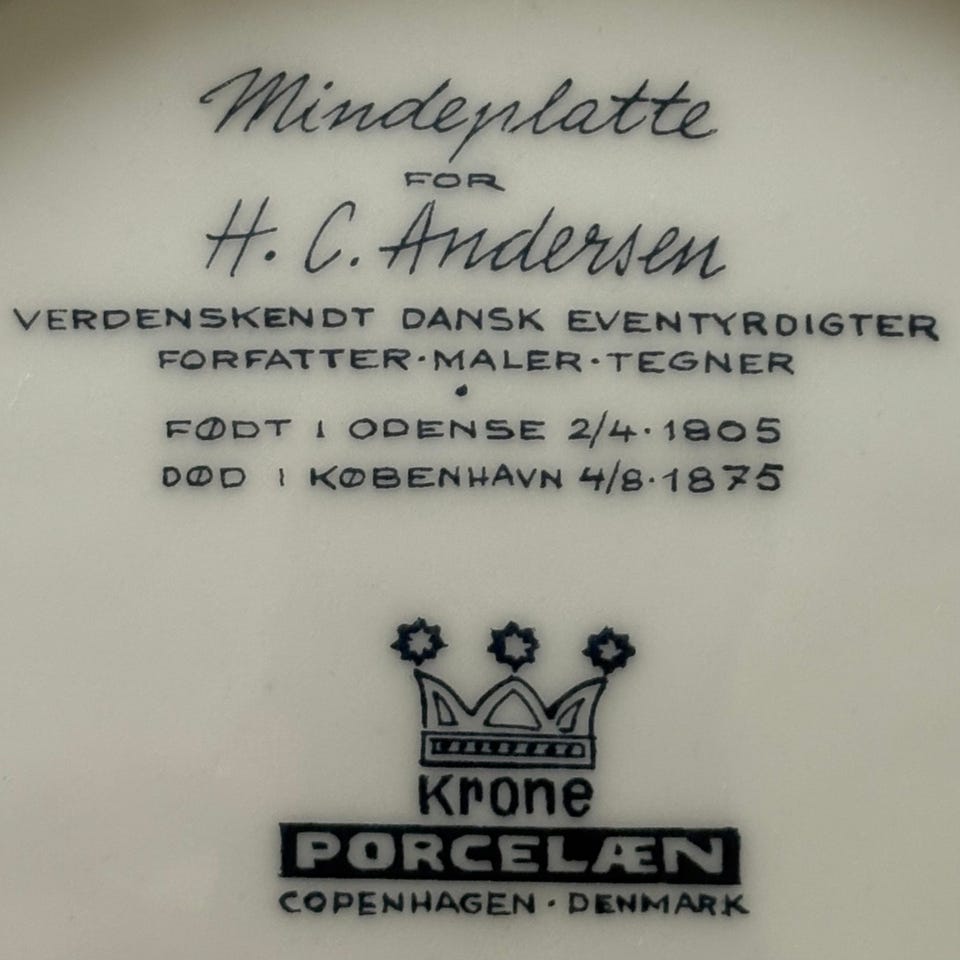 Mindeplatte
FOR
H. C. Andersen
VERDENSKENDT DANSK EVENTYRDIGTER
FORFATTER·MALER·TEGNER
FØDT I ODENSE 2/4·1805
DØD I KØBENHAVN 4/8·1875
Krone
PORCELÆN
COPENHAGEN · DENMARK